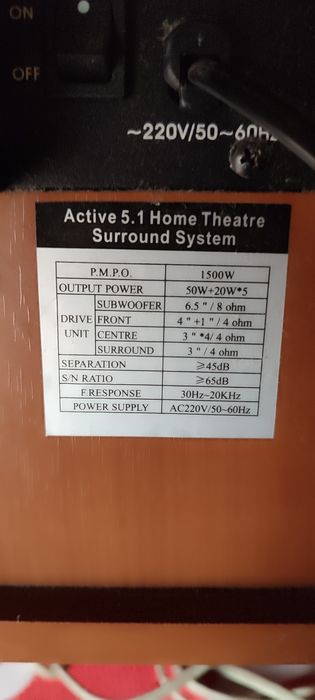 ON
OFF
~220V/50~60hz
Active 5.1 Home Theatre
Surround System
P.M.P.O. 1500W
OUTPUT POWER 50W+20W*5
DRIVE UNIT
SUBWOOFER 6.5 " / 8 ohm
FRONT 4 " +1 " / 4 ohm
CENTRE 3 " *4/ 4 ohm
SURROUND 3 " / 4 ohm
SEPARATION ≥45dB
S/N RATIO ≥65dB
F.RESPONSE 30Hz~20KHz
POWER SUPPLY AC220V/50~60Hz